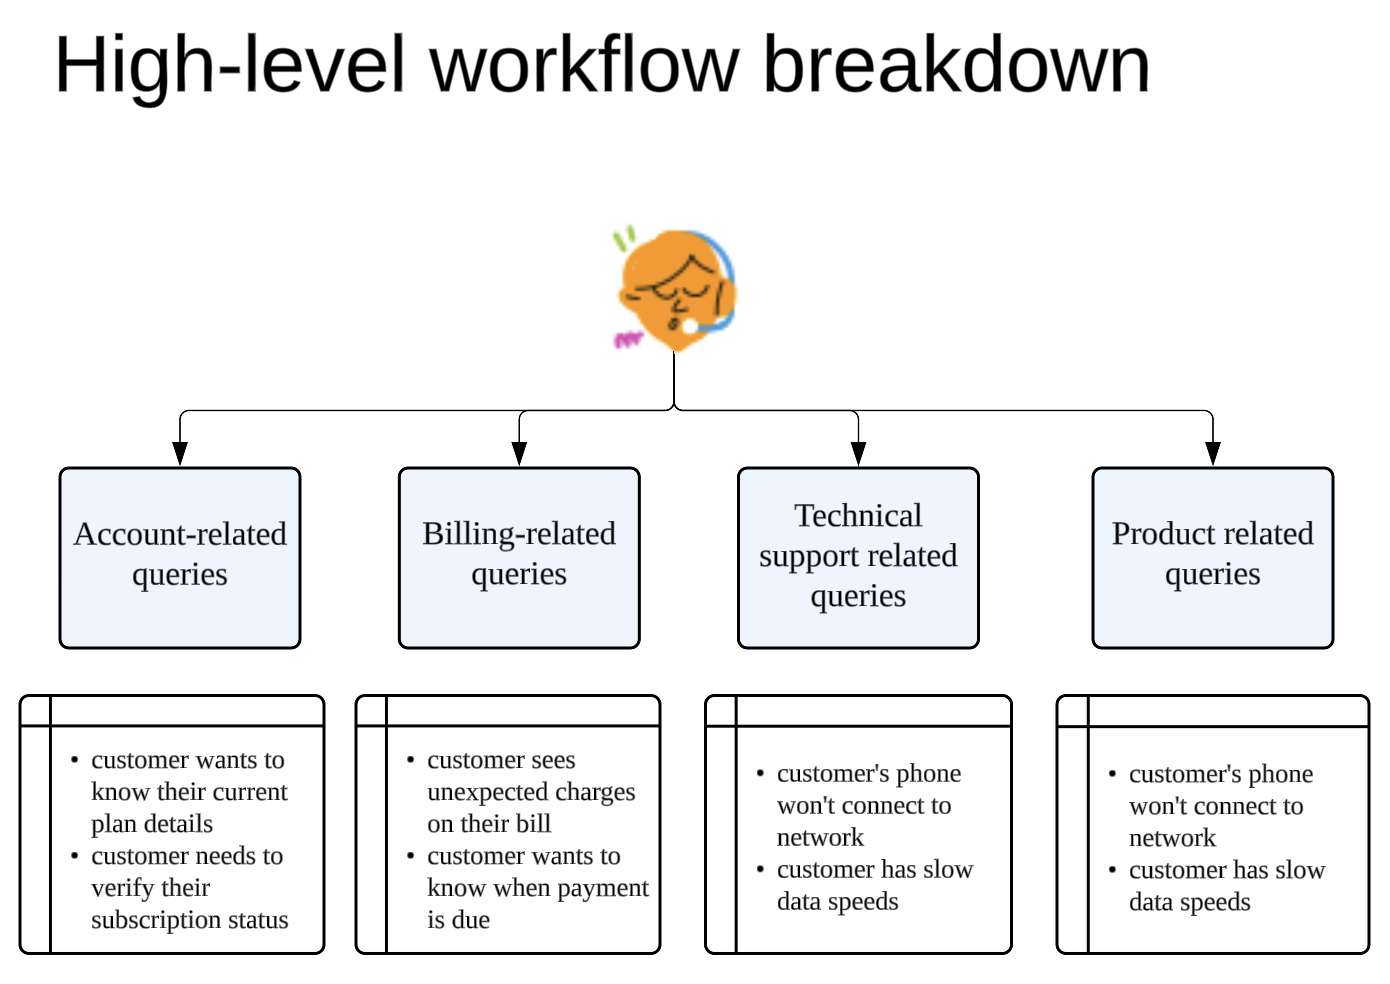 High-level workflow breakdown
Account-related
queries
Billing-related
queries
Technical
support related
queries
Product related
queries
• customer wants to
know their current
plan details
• customer needs to
verify their
subscription status
• customer sees
unexpected charges
on their bill
• customer wants to
know when payment
is due
• customer's phone
won't connect to
network
• customer has slow
data speeds
• customer's phone
won't connect to
network
• customer has slow
data speeds